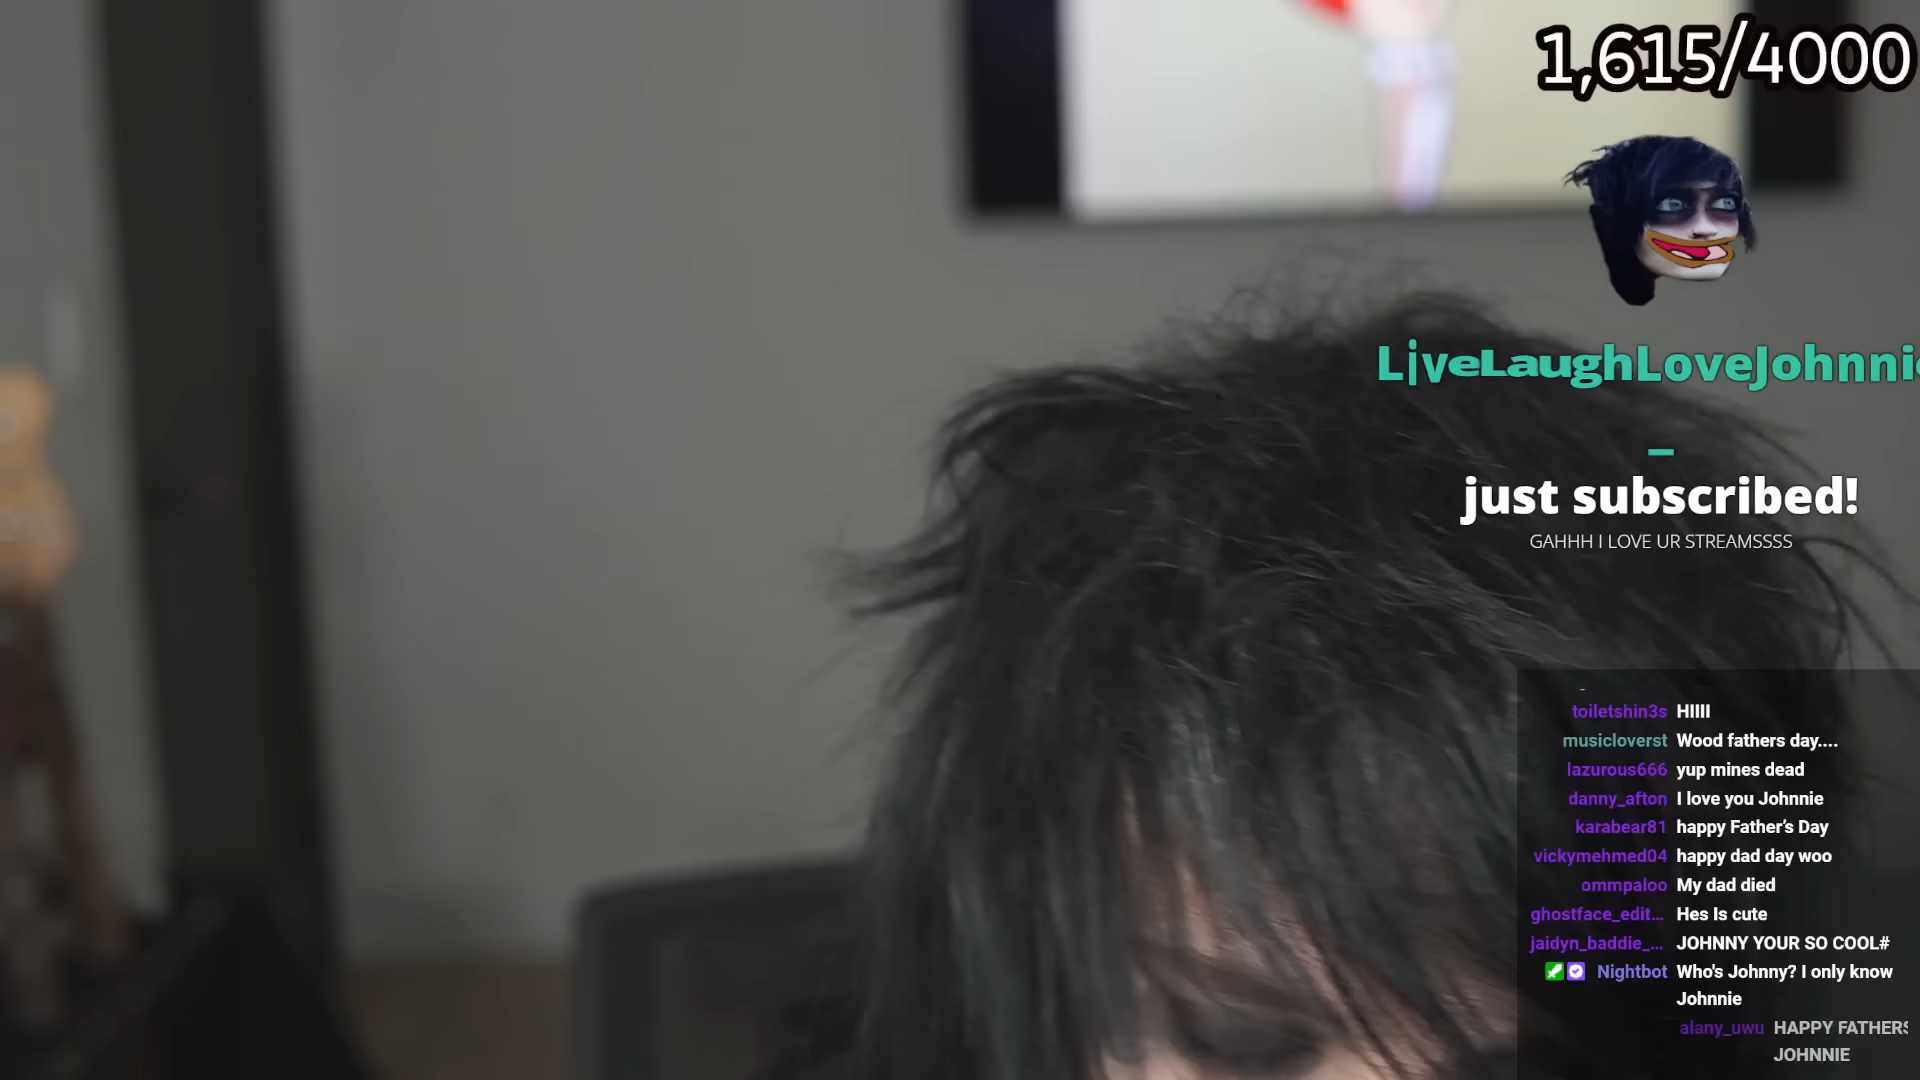 1,615/4000
LiveLaughLoveJohnnie
_
just subscribed!
GAHHH I LOVE UR STREAMSSSS
toiletshin3s HIIII
musicloverst Wood fathers day....
lazurous666 yup mines dead
danny_afton I love you Johnnie
karabear81 happy Father's Day
vickymehmed04 happy dad day woo
ommpaloo My dad died
ghostface_edit... Hes Is cute
jaidyn_baddie_... JOHNNY YOUR SO COOL#
Nightbot Who's Johnny? I only know
Johnnie
alany_uwu HAPPY FATHERS
JOHNNIE